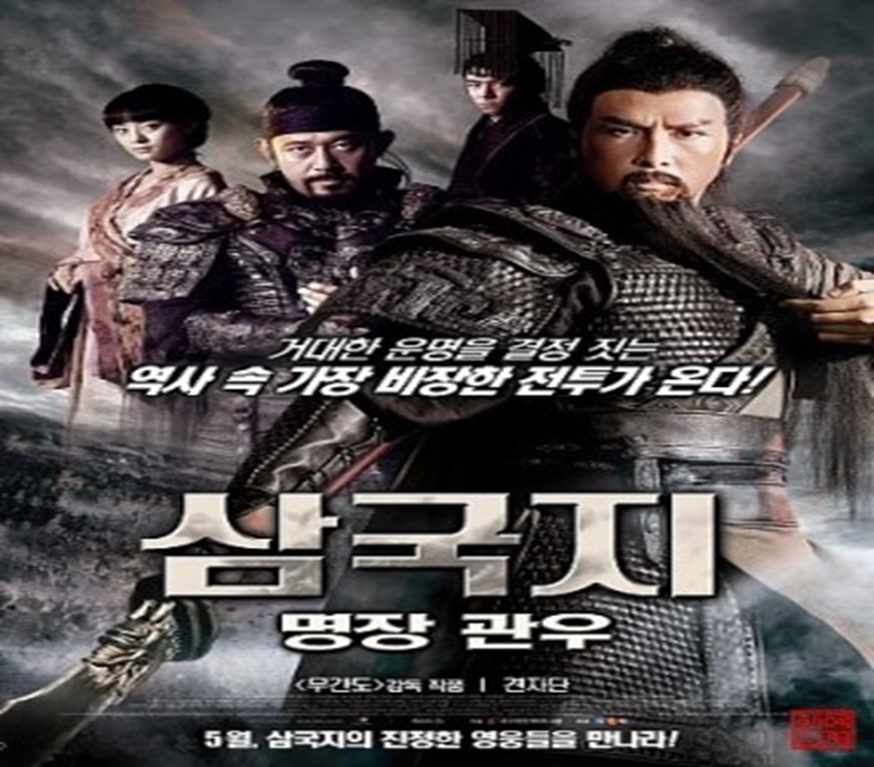 거대한 운명을 결정 짓는
역사 속 가장 비장한 전투가 온다!
삼국지
명장 관우
<무간도>감독 작품 | 견자단
5월, 삼국지의 진정한 영웅들을 만나라!